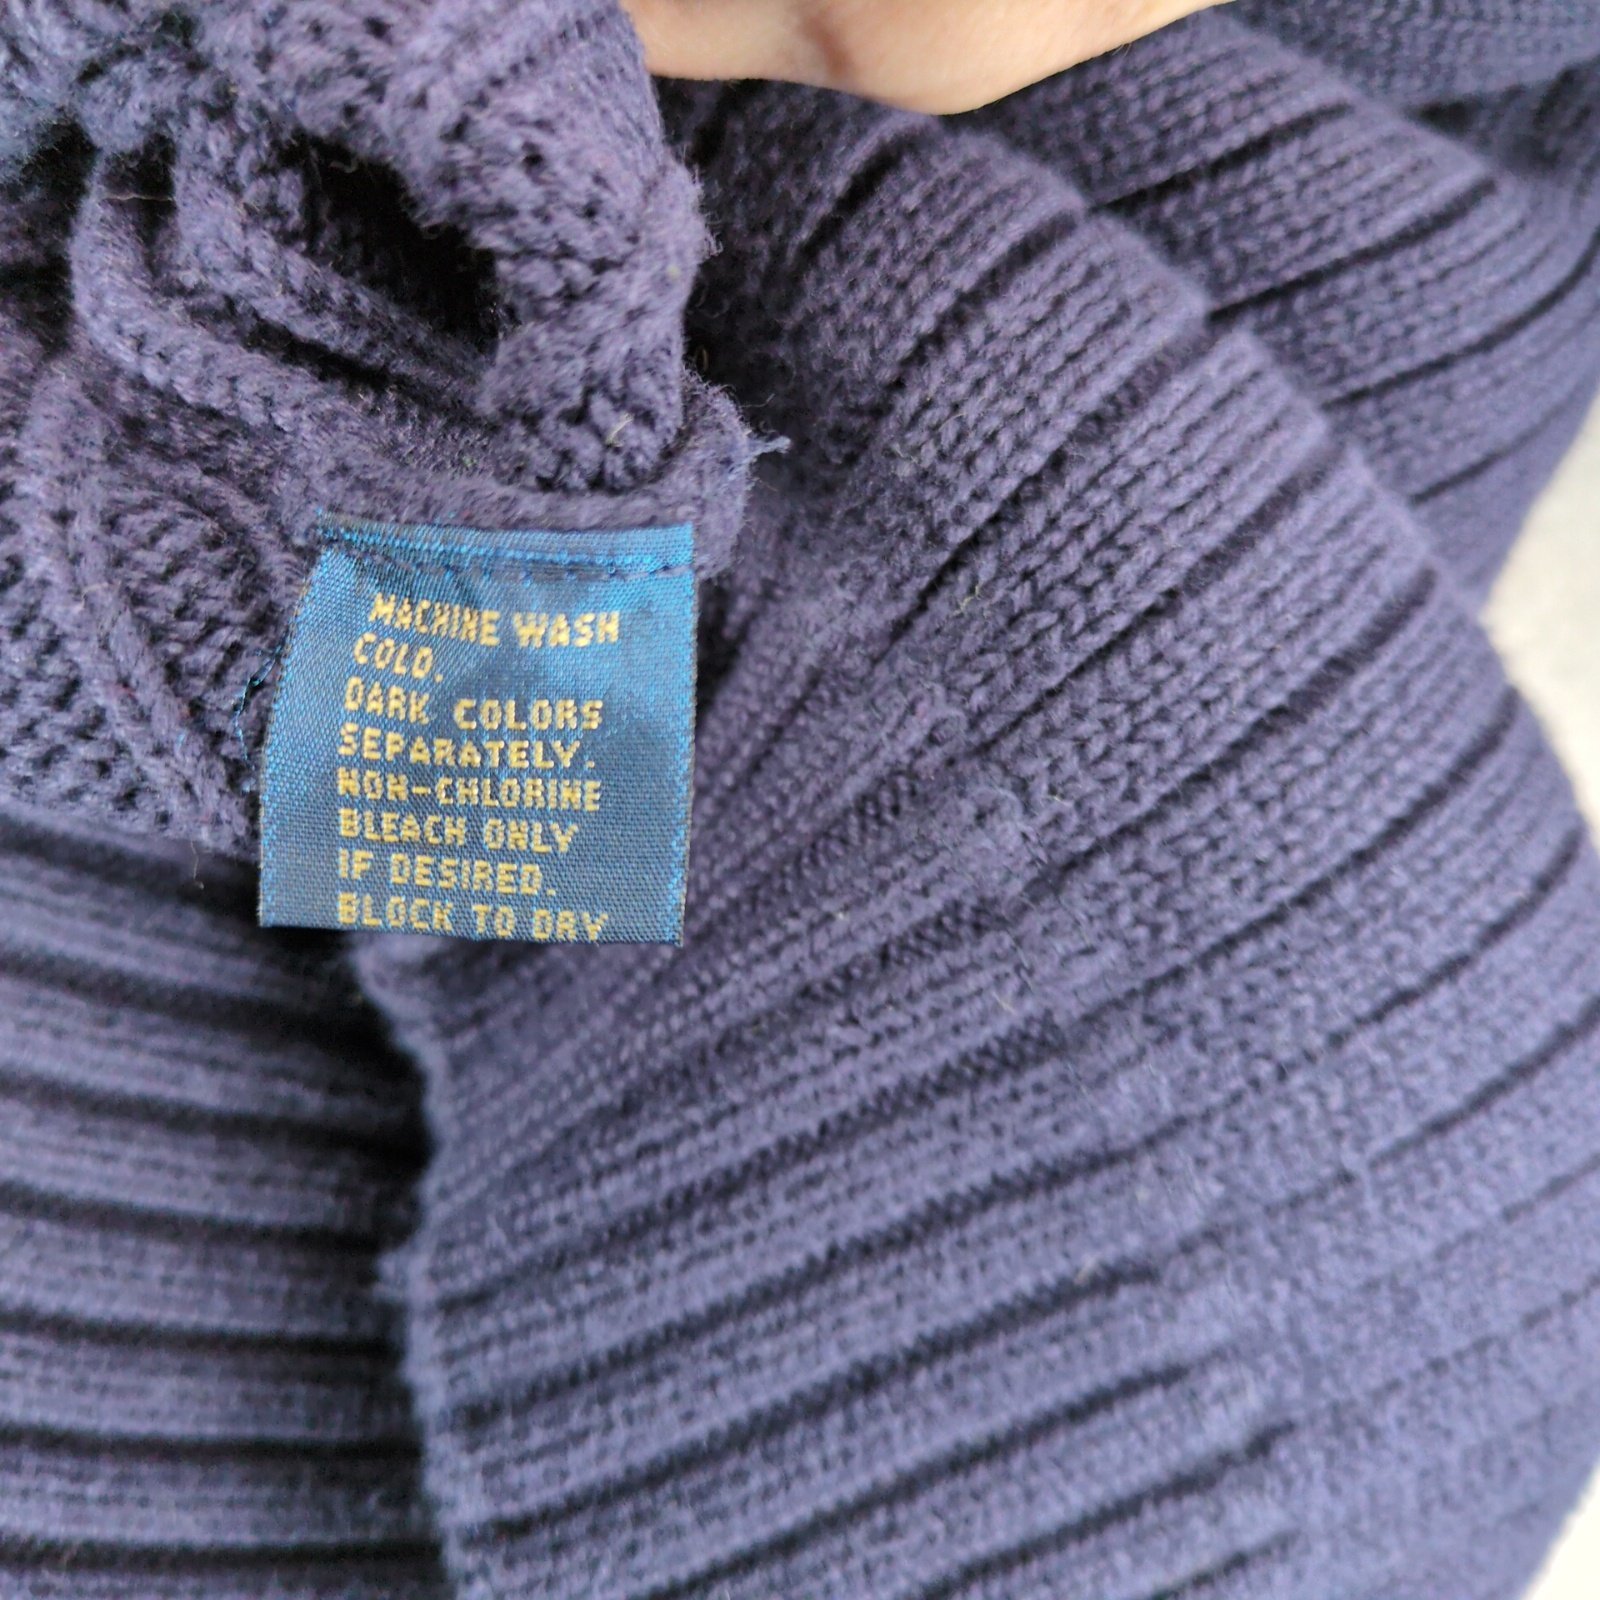 MACHINE WASH
COLD.
DARK COLORS
SEPARATELY.
NON-CHLORINE
BLEACH ONLY
IF DESIRED.
BLOCK TO DRY